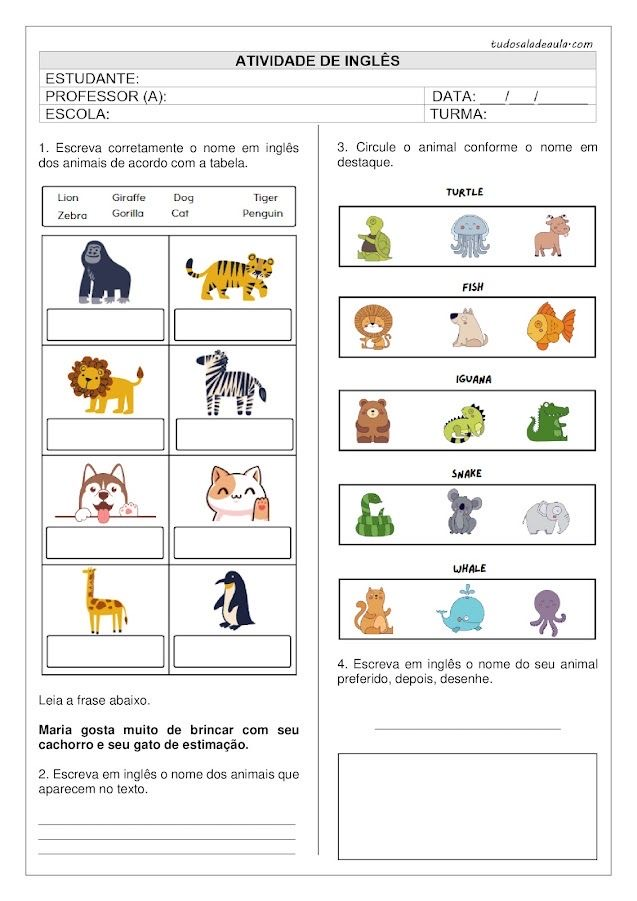 tudosaladeaula.com
ATIVIDADE DE INGLÊS
ESTUDANTE:
PROFESSOR (A):
DATA: ___/___/______
ESCOLA:
TURMA:
1. Escreva corretamente o nome em inglês
dos animais de acordo com a tabela.
Lion Giraffe Dog Tiger
Zebra Gorilla Cat Penguin
Leia a frase abaixo.
Maria gosta muito de brincar com seu
cachorro e seu gato de estimação.
2. Escreva em inglês o nome dos animais que
aparecem no texto.
3. Circule o animal conforme o nome em
destaque.
TURTLE
FISH
IGUANA
SNAKE
WHALE
4. Escreva em inglês o nome do seu animal
preferido, depois, desenhe.